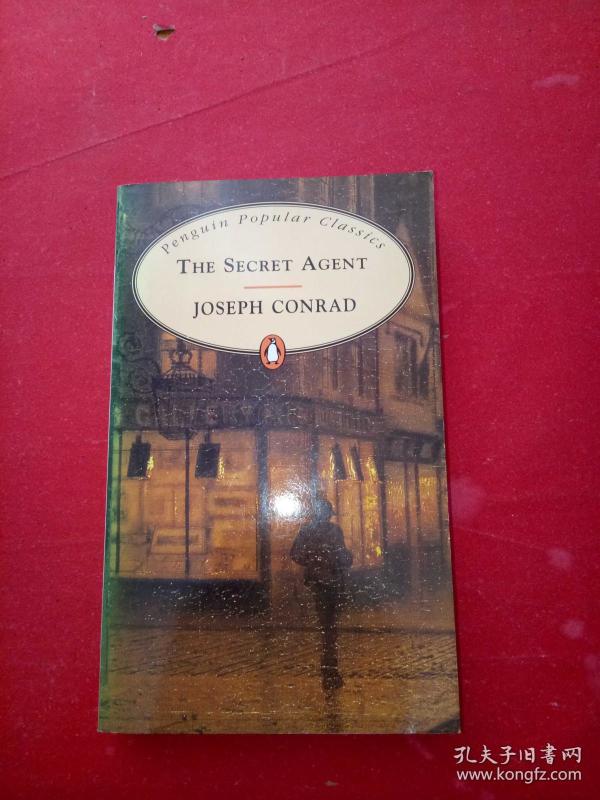 Penguin Popular Classics
THE SECRET AGENT
JOSEPH CONRAD
孔夫子旧书网
www.kongfz.com